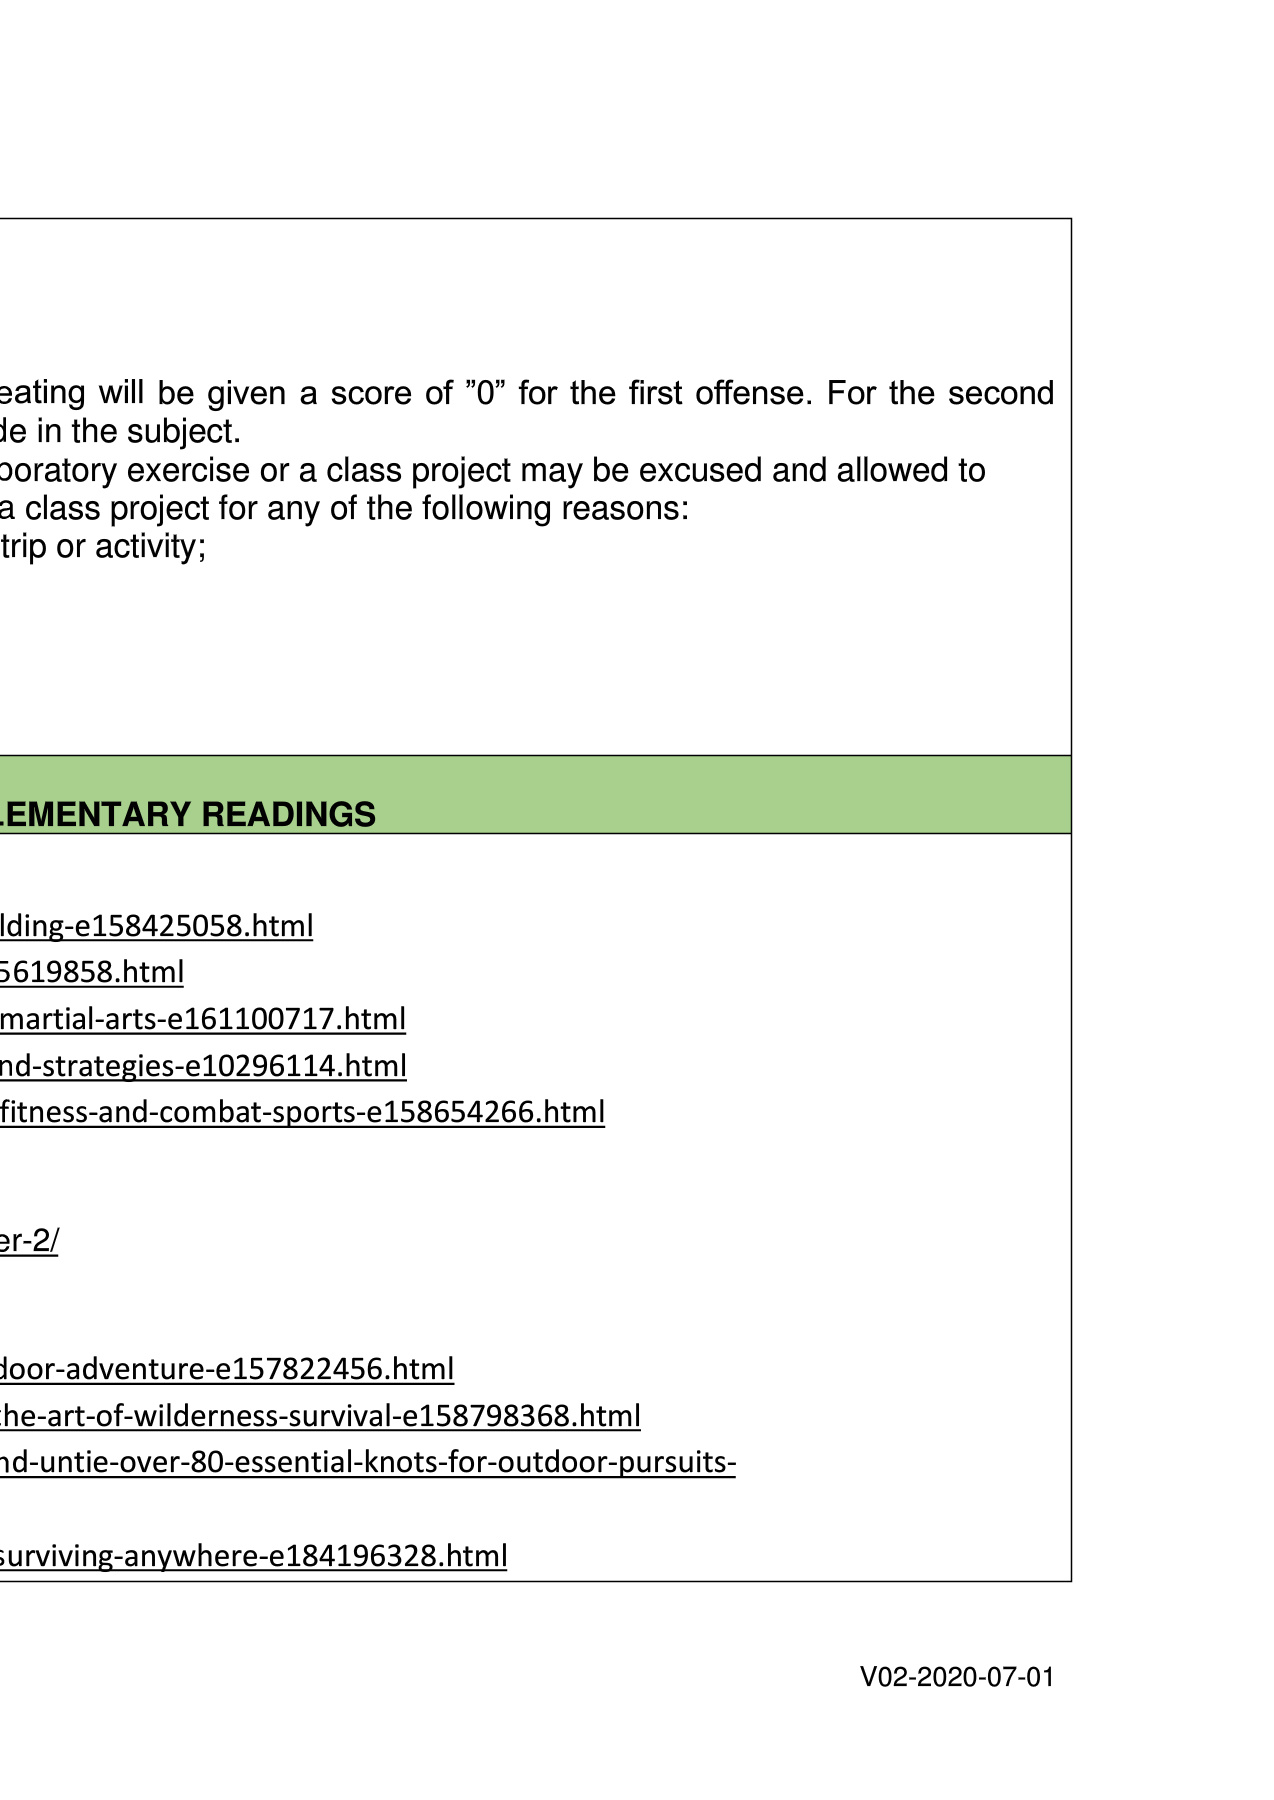 eating will be given a score of ”0” for the first offense. For the second
de in the subject.
boratory exercise or a class project may be excused and allowed to
a class project for any of the following reasons:
trip or activity;
LEMENTARY READINGS
lding-e158425058.html
5619858.html
martial-arts-e161100717.html
nd-strategies-e10296114.html
fitness-and-combat-sports-e158654266.html
er-2/
door-adventure-e157822456.html
the-art-of-wilderness-survival-e158798368.html
nd-untie-over-80-essential-knots-for-outdoor-pursuits-
surviving-anywhere-e184196328.html
V02-2020-07-01